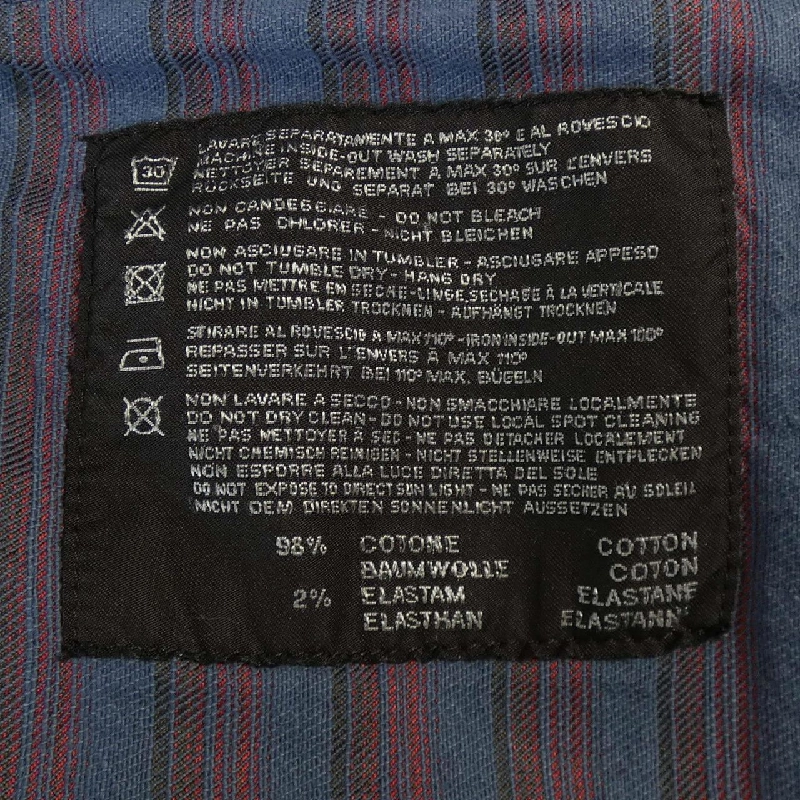 30
LAVARE SEPARATAMENTE A MAX 30° E AL ROVESCIO
MACHINE INSIDE-OUT WASH SEPARATELY
NETTOYER SEPAREMENT A MAX 30° SUR L'ENVERS
RÜCKSEITE UND SEPARAT BEI 30° WASCHEN
NON CANDEGGIARE - DO NOT BLEACH
NE PAS CHLORER - NICHT BLEICHEN
NON ASCIUGARE IN TUMBLER - ASCIUGARE APPESO
DO NOT TUMBLE DRY - HANG DRY
NE PAS METTRE EN SECHE-LINGE, SECHAGE À LA VERTICALE
NICHT IN TUMBLER TROCKNEN - AUFHÄNGT TROCKNEN
STIRARE AL ROVESCIO A MAX 110° - IRON INSIDE-OUT MAX 100°
REPASSER SUR L'ENVERS À MAX 110°
SEITENVERKEHRT BEI 110° MAX. BÜGELN
NON LAVARE A SECCO - NON SMACCHIARE LOCALMENTE
DO NOT DRY CLEAN - DO NOT USE LOCAL SPOT CLEANING
NE PAS NETTOYER À SEC - NE PAS DETACHER LOCALEMENT
NICHT CHEMISCH REINIGEN - NICHT STELLENWEISE ENTFLECKEN
NON ESPORRE ALLA LUCE DIRETTA DEL SOLE
DO NOT EXPOSE TO DIRECT SUN LIGHT - NE PAS SECHER AU SOLEIL
NICHT DEM DIREKTEN SONNENLICHT AUSSETZEN
98% COTONE COTTON
BAUMWOLLE COTON
2% ELASTAM ELASTANE
ELASTHAN ELASTANN